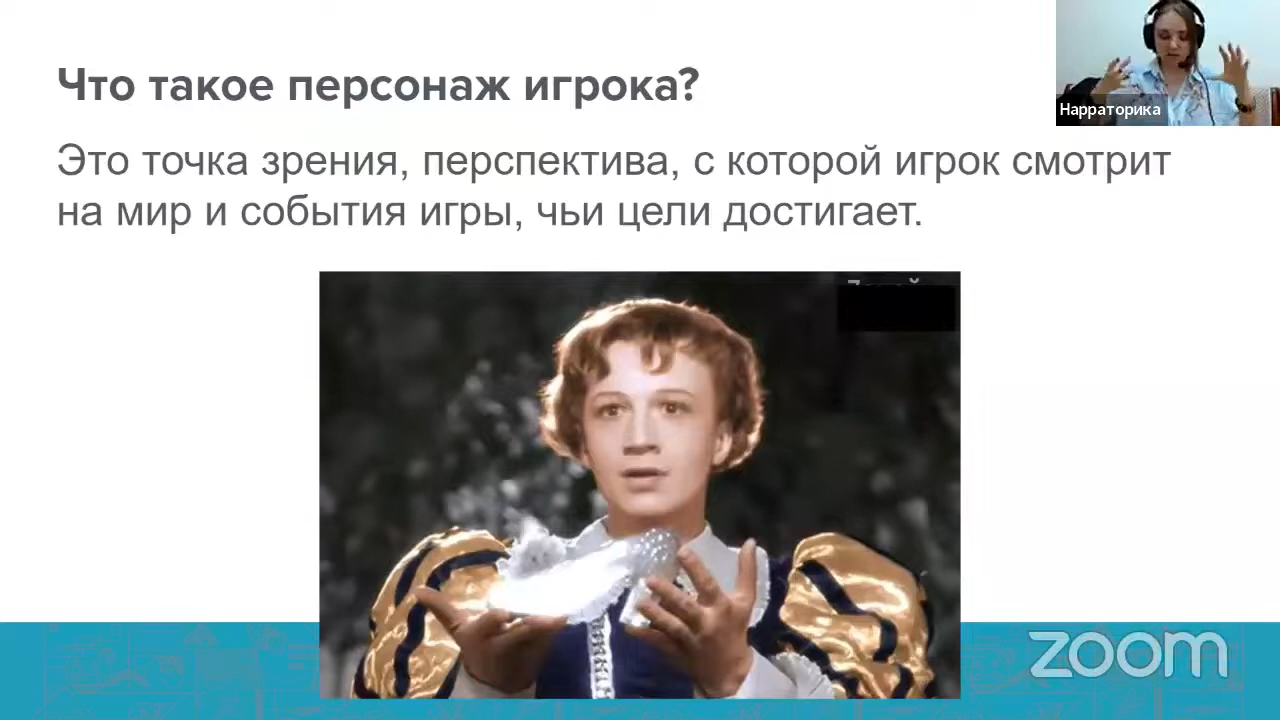 Что такое персонаж игрока?
Нарраторика
Это точка зрения, перспектива, с которой игрок смотрит
на мир и события игры, чьи цели достигает.
zoom